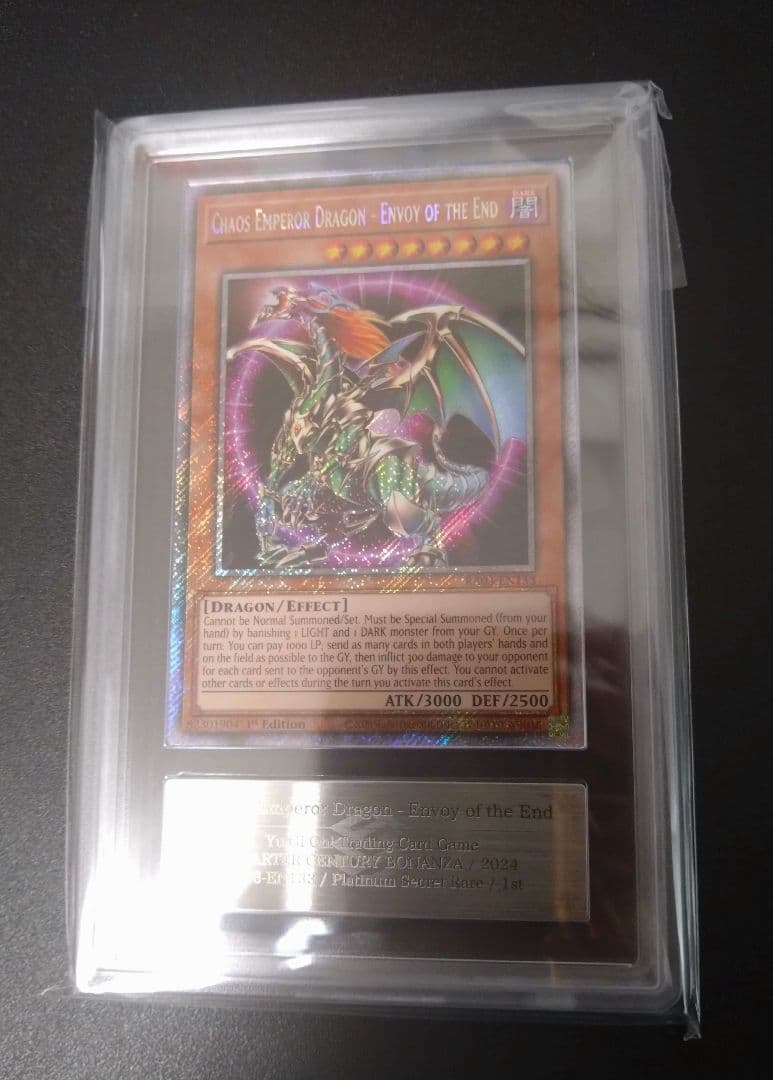 Chaos Emperor Dragon - Envoy of the End
DARK
闇
[Dragon/Effect]
Cannot be Normal Summoned/Set. Must be Special Summoned (from your
hand) by banishing 1 LIGHT and 1 DARK monster from your GY. Once per
turn: You can pay 1000 LP; send as many cards in both players' hands and
on the field as possible to the GY, then inflict 300 damage to your opponent
for each card sent to the opponent's GY by this effect. You cannot activate
other cards or effects during the turn you activate this card's effect.
ATK/3000 DEF/2500
82301904 1st Edition
Emperor Dragon - Envoy of the End
Yu-Gi-Oh! Trading Card Game
CENTURY BONANZA / 2024
/ Platinum Secret Rare / 1st